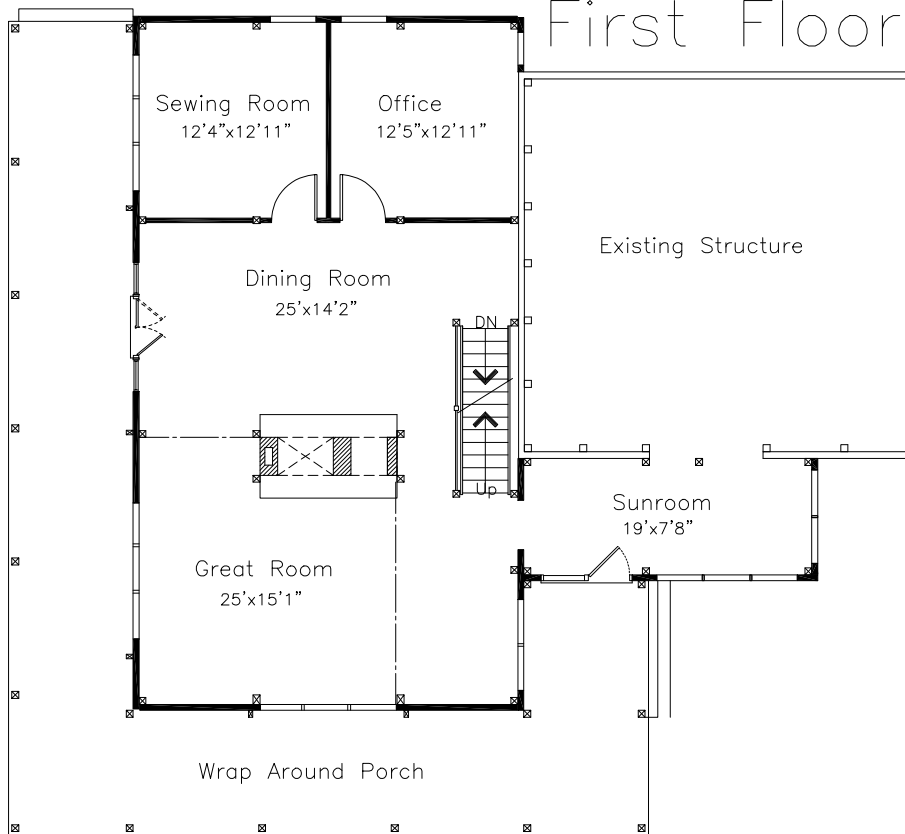 First Floor
Sewing Room
12'4"x12'11"
Office
12'5"x12'11"
Existing Structure
Dining Room
25'x14'2"
DN
Up
Sunroom
19'x7'8"
Great Room
25'x15'1"
Wrap Around Porch